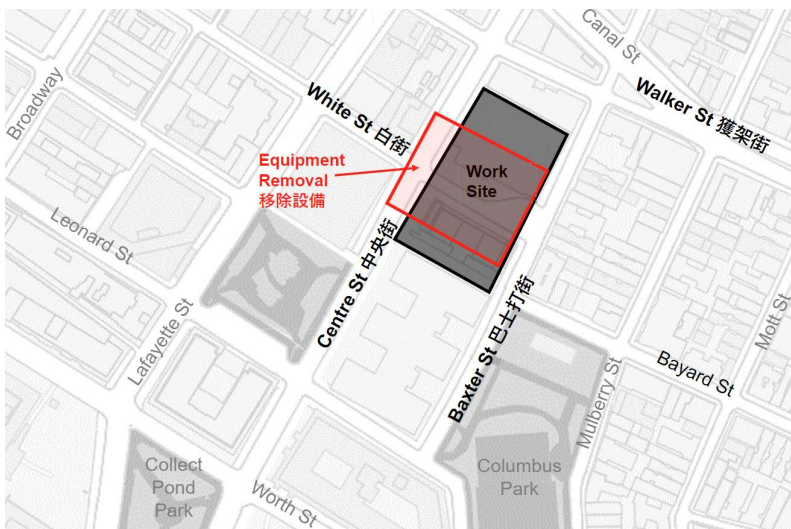 Canal St
Broadway
White St 白街
Walker St 獲架街
Equipment
Removal
移除設備
Work
Site
Leonard St
Centre St 中央街
Lafayette St
Baxter St 巴士打街
Mott St
Bayard St
Mulberry St
Collect
Pond
Park
Columbus
Park
Worth St